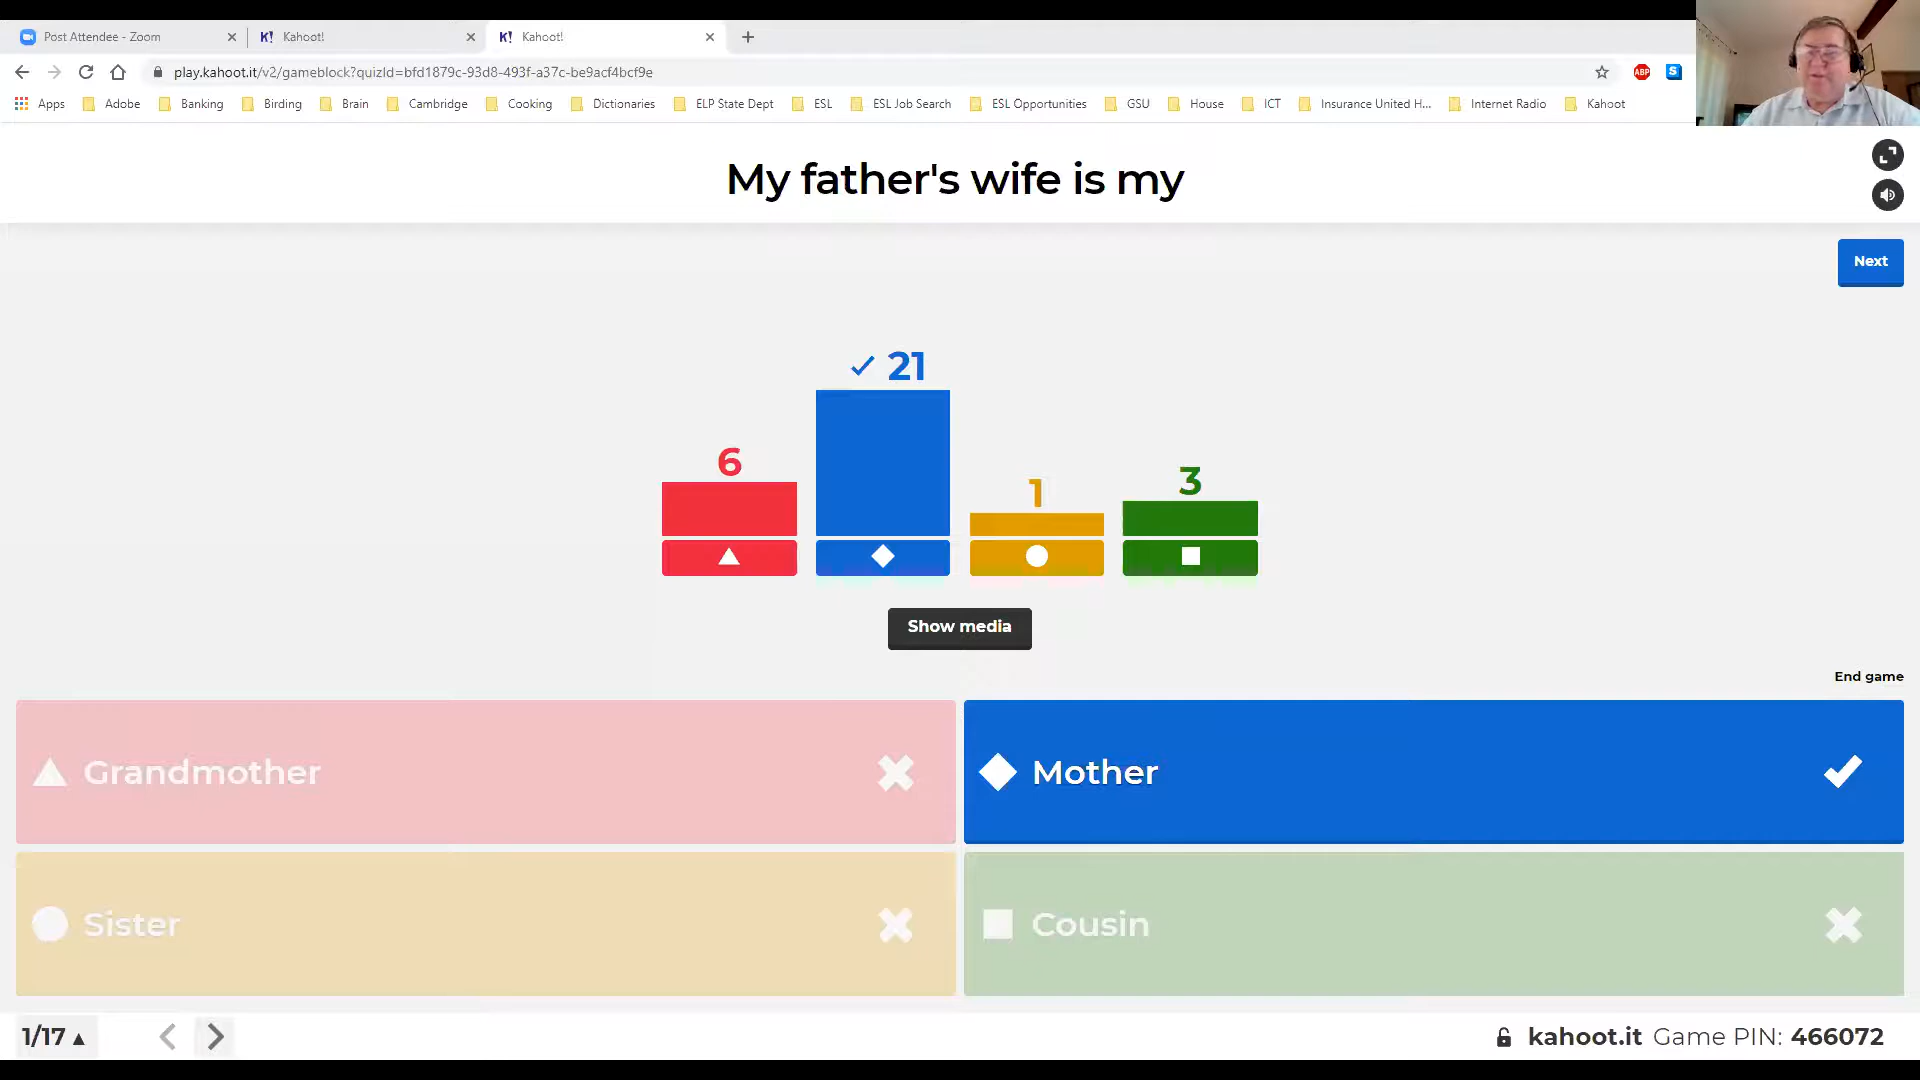 Post Attendee - Zoom
K! Kahoot!
K! Kahoot!
play.kahoot.it/v2/gameblock?quizId=bfd1879c-93d8-493f-a37c-be9acf4bcf9e
ABP
S
Apps Adobe Banking Birding Brain Cambridge Cooking Dictionaries ELP State Dept ESL ESL Job Search ESL Opportunities GSU House ICT Insurance United H... Internet Radio Kahoot
My father's wife is my
Next
21
6
1
3
Show media
End game
Grandmother
Mother
Sister
Cousin
1/17
kahoot.it Game PIN: 466072